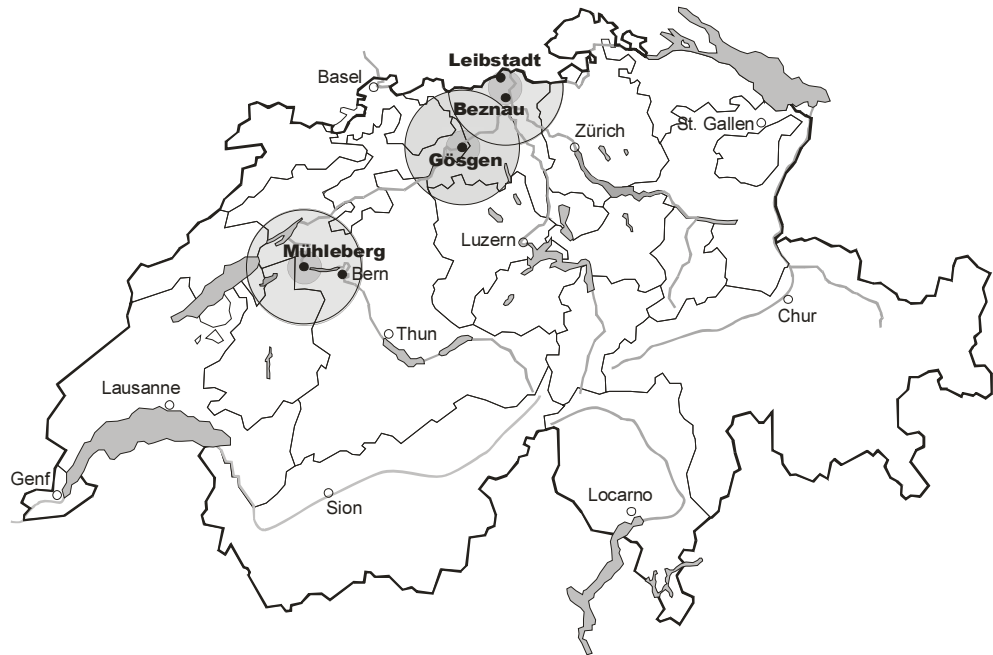 Leibstadt
Basel
Beznau
St. Gallen
Zürich
Gösgen
Luzern
Mühleberg
Bern
Chur
Thun
Lausanne
Genf
Locarno
Sion